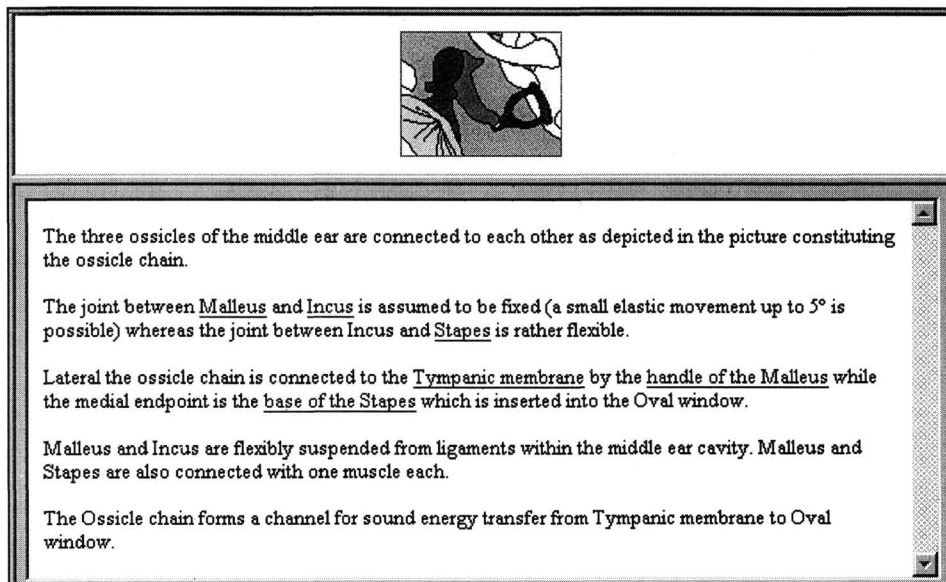 The three ossicles of the middle ear are connected to each other as depicted in the picture constituting
the ossicle chain.
The joint between Malleus and Incus is assumed to be fixed (a small elastic movement up to 5° is
possible) whereas the joint between Incus and Stapes is rather flexible.
Lateral the ossicle chain is connected to the Tympanic membrane by the handle of the Malleus while
the medial endpoint is the base of the Stapes which is inserted into the Oval window.
Malleus and Incus are flexibly suspended from ligaments within the middle ear cavity. Malleus and
Stapes are also connected with one muscle each.
The Ossicle chain forms a channel for sound energy transfer from Tympanic membrane to Oval
window.